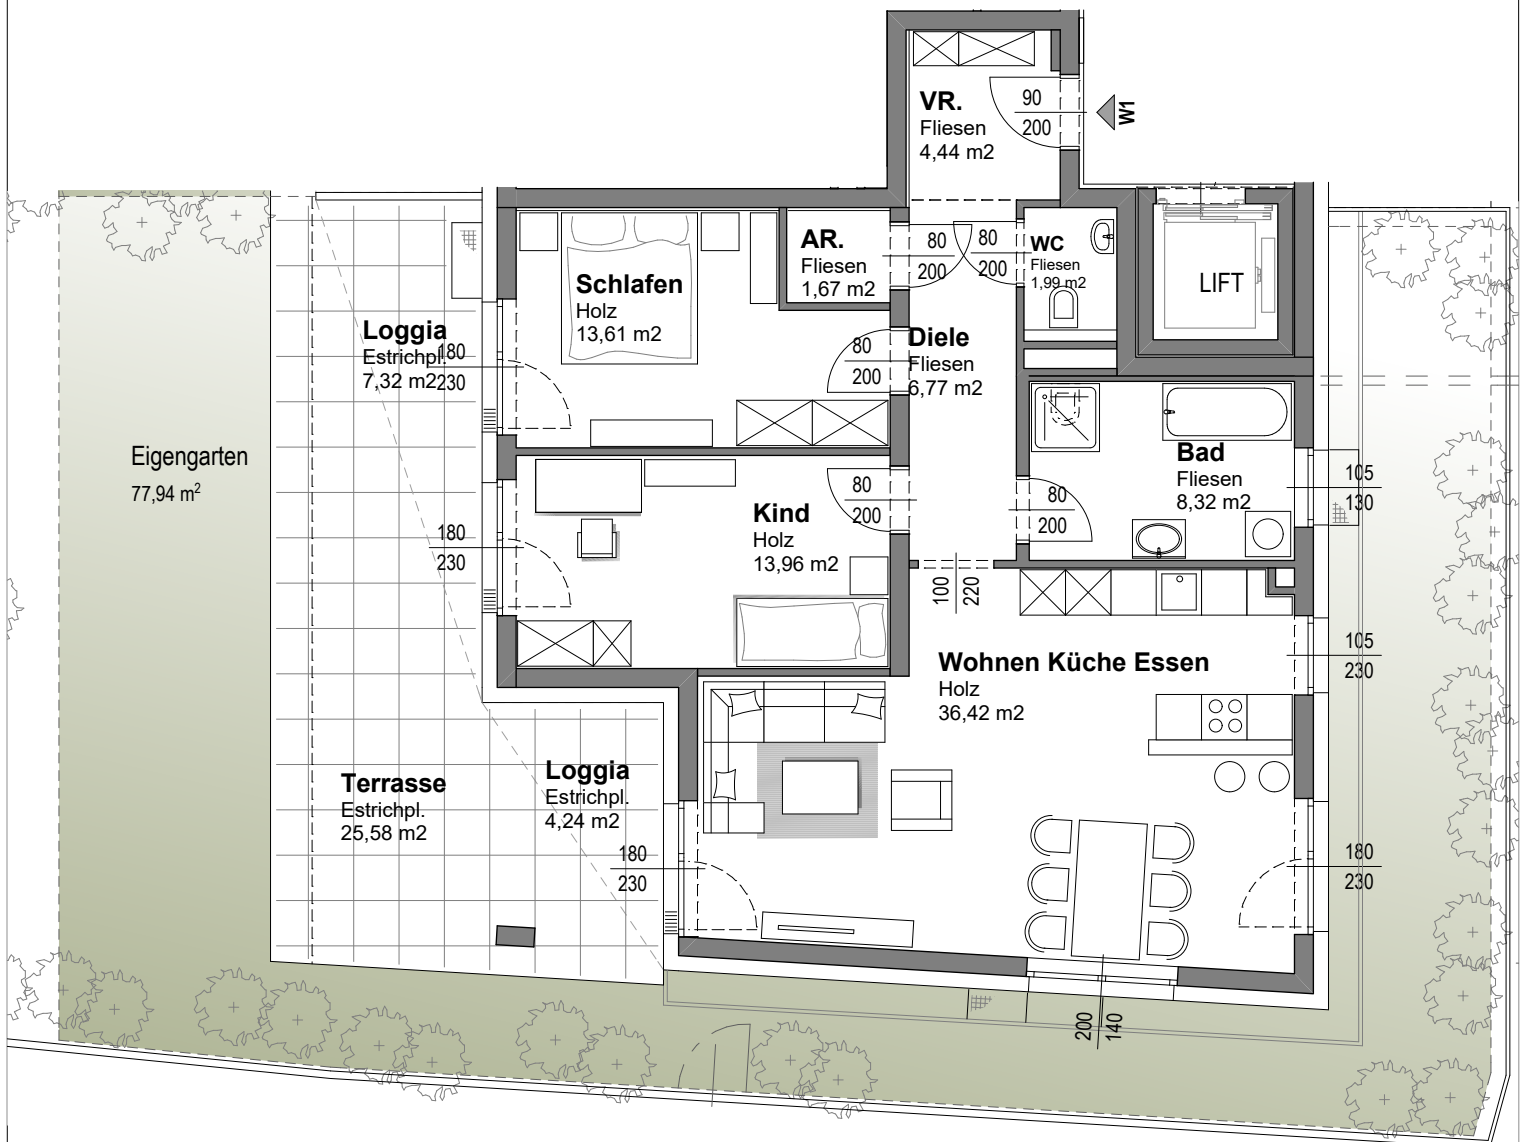 VR.
Fliesen
4,44 m2
90
200
W1
AR.
Fliesen
1,67 m2
80
200
80
200
WC
Fliesen
1,99 m2
LIFT
Schlafen
Holz
13,61 m2
Loggia
Estrichpl.
7,32 m2
180
230
80
200
Diele
Fliesen
6,77 m2
Eigengarten
77,94 m²
Bad
Fliesen
8,32 m2
105
130
80
200
80
200
Kind
Holz
13,96 m2
180
230
100
220
Wohnen Küche Essen
Holz
36,42 m2
105
230
Terrasse
Estrichpl.
25,58 m2
Loggia
Estrichpl.
4,24 m2
180
230
180
230
200
140